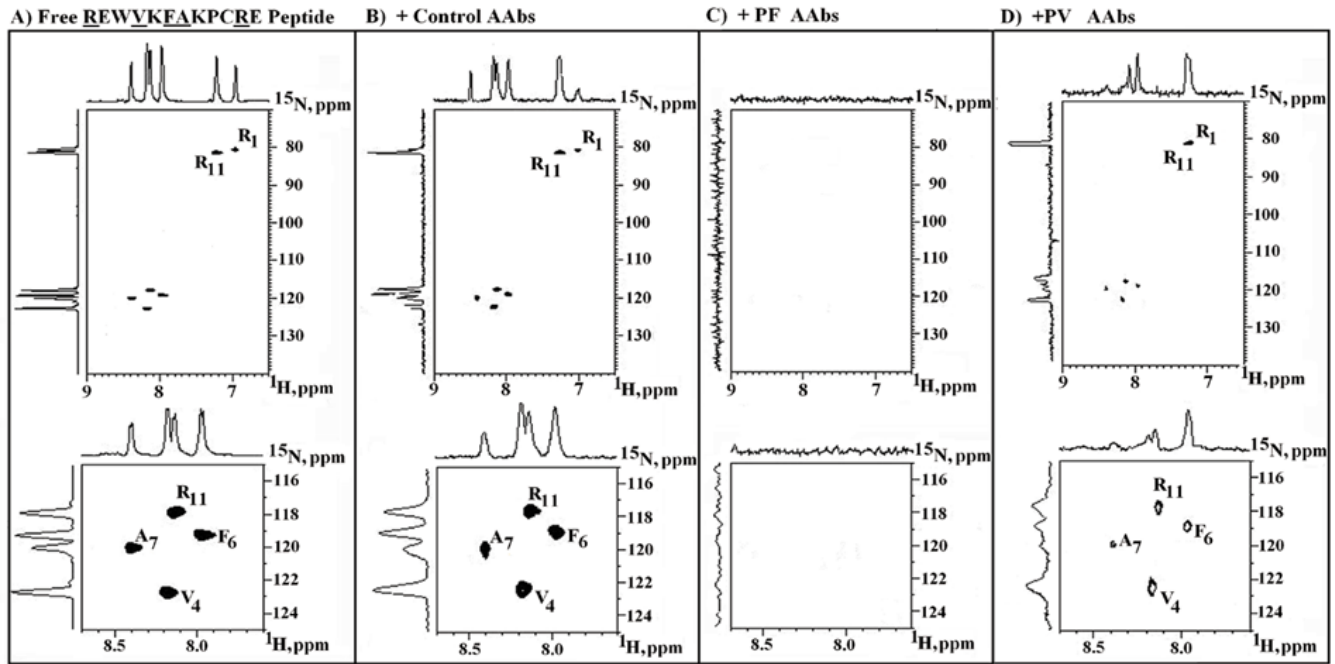 A) Free REWVKFAKPCRE Peptide
B) + Control AAbs
C) + PF AAbs
D) +PV AAbs
15N, ppm
R1
R11
80
90
100
110
120
130
9
8
7
1H, ppm
15N, ppm
R1
R11
80
90
100
110
120
130
9
8
7
1H, ppm
15N, ppm
80
90
100
110
120
130
9
8
7
1H, ppm
15N, ppm
R1
R11
80
90
100
110
120
130
9
8
7
1H, ppm
15N, ppm
R11
A7
F6
V4
116
118
120
122
124
8.5
8.0
1H, ppm
15N, ppm
R11
A7
F6
V4
116
118
120
122
124
8.5
8.0
1H, ppm
15N, ppm
116
118
120
122
124
8.5
8.0
1H, ppm
15N, ppm
R11
A7
F6
V4
116
118
120
122
124
8.5
8.0
1H, ppm